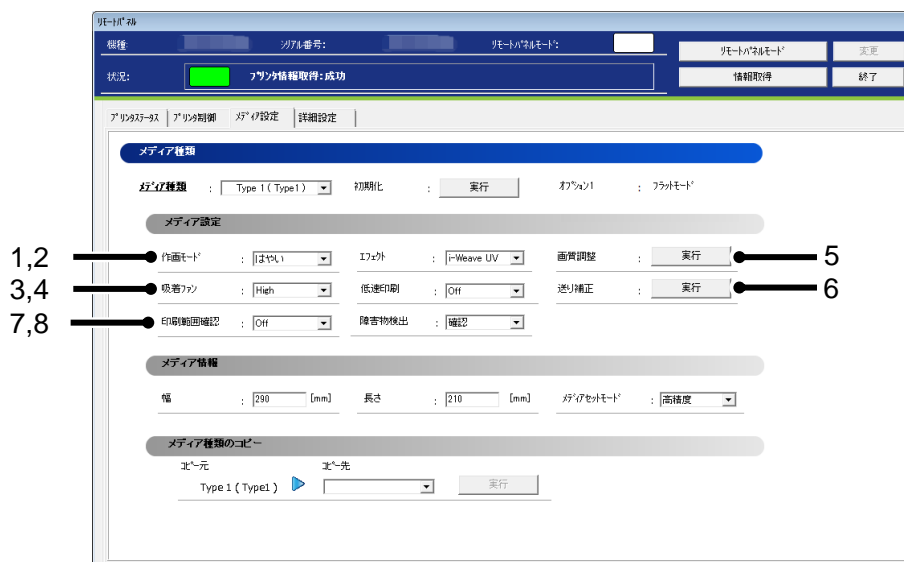 ﾘﾓｰﾄﾊﾟﾈﾙ
機種: ｼﾘｱﾙ番号: ﾘﾓｰﾄﾊﾟﾈﾙﾓｰﾄﾞ: ﾘﾓｰﾄﾊﾟﾈﾙﾓｰﾄﾞ 変更
状況: ﾌﾟﾘﾝﾀ情報取得:成功 情報取得 終了
ﾌﾟﾘﾝﾀｽﾃｰﾀｽ ﾌﾟﾘﾝﾀ制御 ﾒﾃﾞｨｱ設定 詳細設定
メディア種類
ﾒﾃﾞｨｱ種類 : Type 1 ( Type1 ) 初期化 : 実行 ｵﾌﾟｼｮﾝ1 : ﾌﾗｯﾄﾓｰﾄﾞ
メディア設定
1,2 作画ﾓｰﾄﾞ : はやい ｴﾌｪｸﾄ : i-Weave UV 画質調整 : 実行 5
3,4 吸着ﾌｧﾝ : High 低速印刷 : Off 送り補正 : 実行 6
7,8 印刷範囲確認 : Off 障害物検出 : 確認
メディア情報
幅 : 290 [mm] 長さ : 210 [mm] ﾒﾃﾞｨｱｾｯﾄﾓｰﾄﾞ : 高精度
メディア種類のコピー
ｺﾋﾟｰ元 ｺﾋﾟｰ先
Type 1 ( Type1 ) 実行